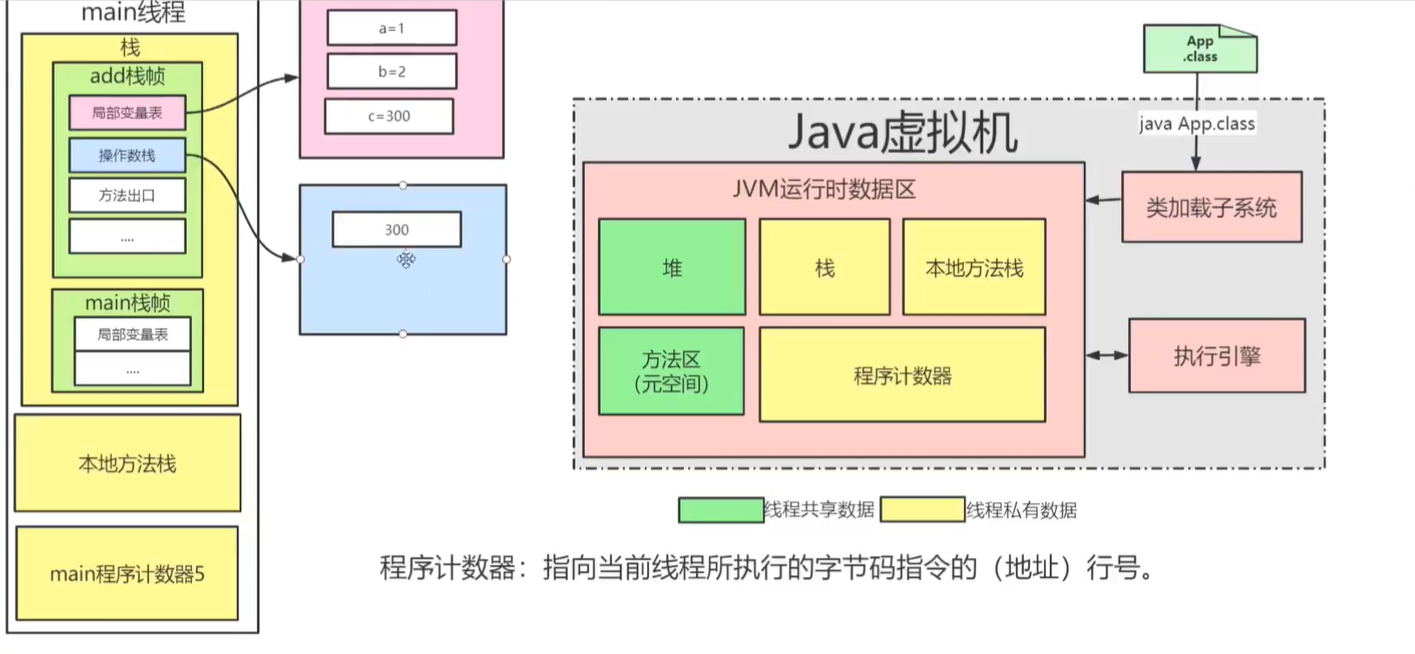 main线程
栈
add栈帧
局部变量表
操作数栈
方法出口
....
main栈帧
局部变量表
....
本地方法栈
main程序计数器5
a=1
b=2
c=300
300
App
.class
java App.class
Java虚拟机
JVM运行时数据区
堆
栈
本地方法栈
方法区
(元空间)
程序计数器
类加载子系统
执行引擎
线程共享数据
线程私有数据
程序计数器：指向当前线程所执行的字节码指令的（地址）行号。